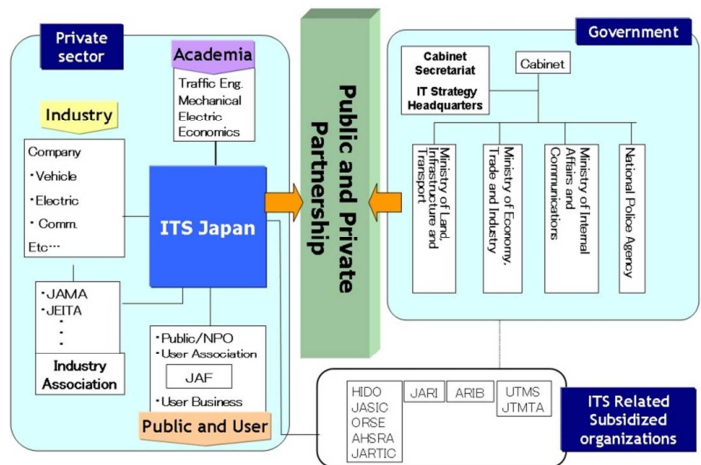 Private
sector
Academia
Traffic Eng.
Mechanical
Electric
Economics
Industry
Company
・Vehicle
・Electric
・Comm.
Etc…
ITS Japan
・JAMA
・JEITA
・
・
・
Industry
Association
・Public/NPO
・User Association
JAF
・User Business
Public and User
Public and Private
Partnership
Government
Cabinet
Secretariat
IT Strategy
Headquarters
Cabinet
Ministry of Land,
Infrastructure and
Transport
Ministry of Economy,
Trade and Industry
Ministry of Internal
Affairs and
Communications
National Police Agency
HIDO
JASIC
ORSE
AHSRA
JARTIC
JARI
ARIB
UTMS
JTMTA
ITS Related
Subsidized
organizations